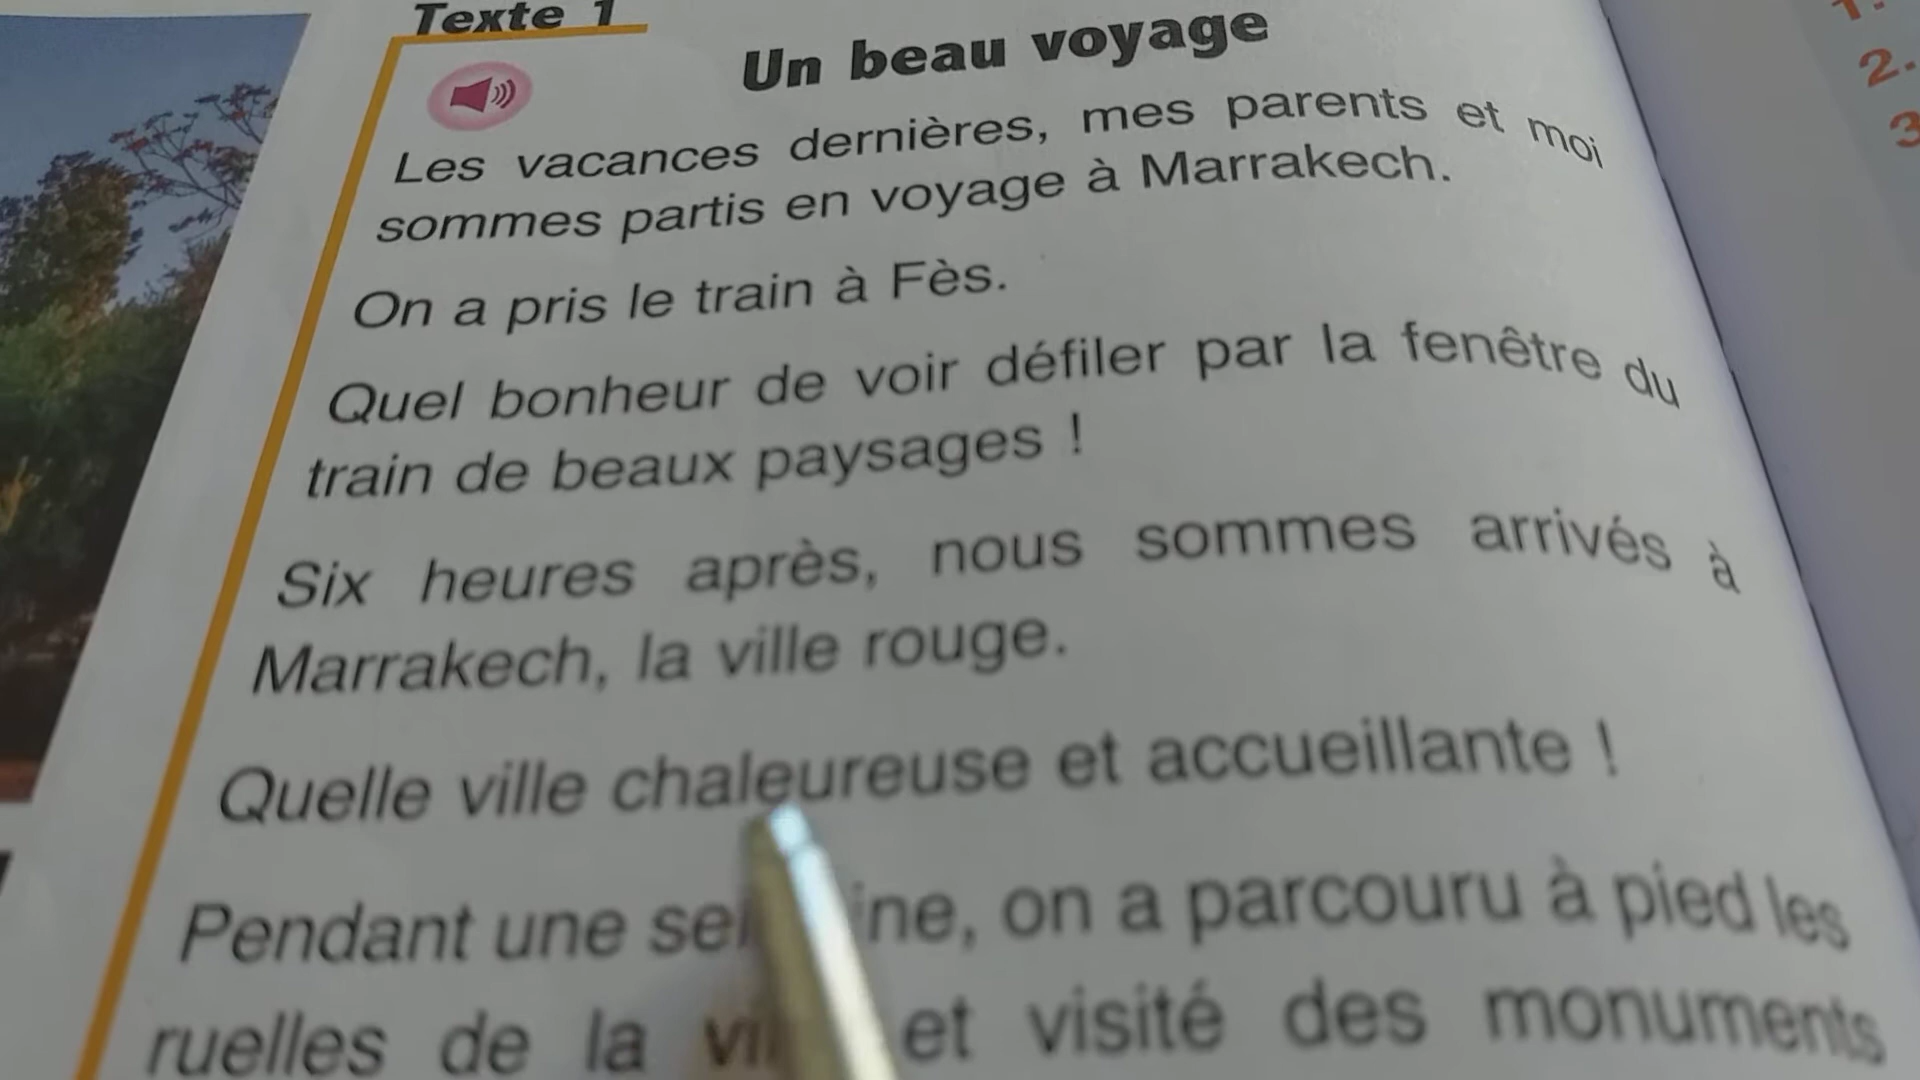 Texte 1
Un beau voyage
Les vacances dernières, mes parents et moi
sommes partis en voyage à Marrakech.
On a pris le train à Fès.
Quel bonheur de voir défiler par la fenêtre du
train de beaux paysages !
Six heures après, nous sommes arrivés à
Marrakech, la ville rouge.
Quelle ville chaleureuse et accueillante !
Pendant une, on a parcouru à pied les
ruelles de la et visité des monuments
1.
2.
3